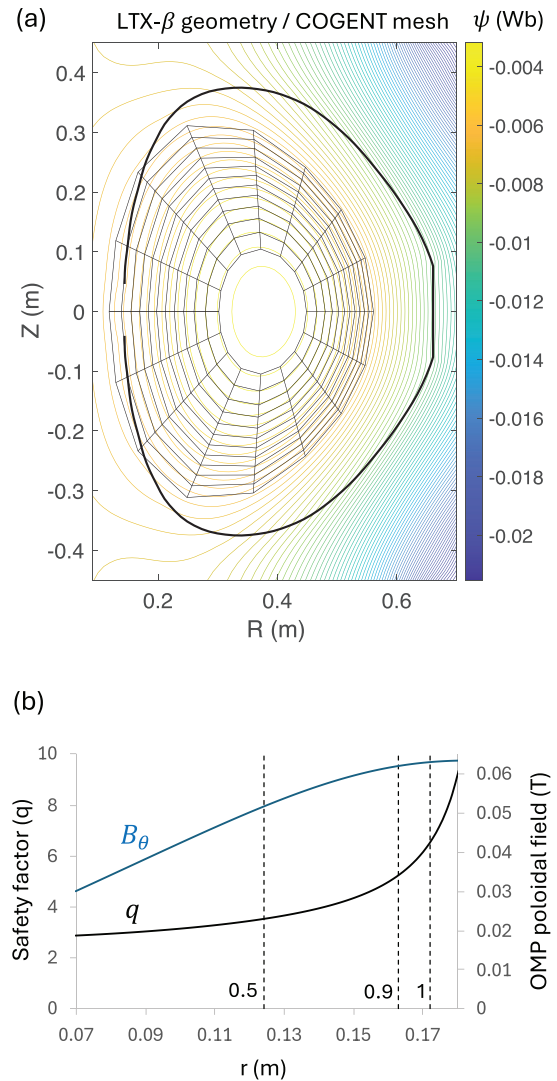 (a)
LTX-β geometry / COGENT mesh
ψ (Wb)
0.4
0.3
0.2
0.1
0
-0.1
-0.2
-0.3
-0.4
Z (m)
0.2 0.4 0.6
R (m)
-0.004
-0.006
-0.008
-0.01
-0.012
-0.014
-0.016
-0.018
-0.02
(b)
10
8
6
4
2
0
Safety factor (q)
B_θ
q
0.5
0.9
1
0.06
0.05
0.04
0.03
0.02
0.01
0
OMP poloidal field (T)
0.07 0.09 0.11 0.13 0.15 0.17
r (m)